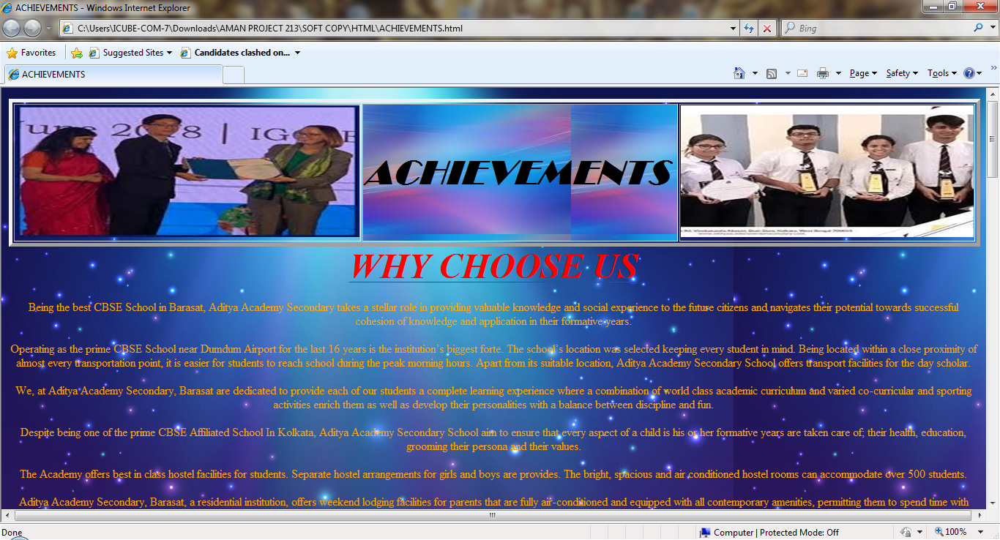 ACHIEVEMENTS - Windows Internet Explorer
C:\Users\ICUBE-COM-7\Downloads\AMAN PROJECT 213\SOFT COPY\HTML\ACHIEVEMENTS.html
Bing
Favorites
Suggested Sites
Candidates clashed on...
ACHIEVEMENTS
Page
Safety
Tools
June 2018 | IG
ACHIEVEMENTS
WHY CHOOSE US
Being the best CBSE School in Barasat, Aditya Academy Secondary takes a stellar role in providing valuable knowledge and social experience to the future citizens and navigates their potential towards successful
cohesion of knowledge and application in their formative years.
Operating as the prime CBSE School near Dumdum Airport for the last 16 years is the institution’s biggest forte. The school’s location was selected keeping every student in mind. Being located within a close proximity of
almost every transportation point, it is easier for students to reach school during the peak morning hours. Apart from its suitable location, Aditya Academy Secondary School offers transport facilities for the day scholar.
We, at Aditya Academy Secondary, Barasat are dedicated to provide each of our students a complete learning experience where a combination of world class academic curriculum and varied co-curricular and sporting
activities enrich them as well as develop their personalities with a balance between discipline and fun.
Despite being one of the prime CBSE Affiliated School In Kolkata, Aditya Academy Secondary School aim to ensure that every aspect of a child is his or her formative years are taken care of; their health, education,
grooming their persona and their values.
The Academy offers best in class hostel facilities for students. Separate hostel arrangements for girls and boys are provides. The bright, spacious and air conditioned hostel rooms can accommodate over 500 students.
Aditya Academy Secondary, Barasat, a residential institution, offers weekend lodging facilities for parents that are fully air-conditioned and equipped with all contemporary amenities, permitting them to spend time with
Done
Computer | Protected Mode: Off
100%